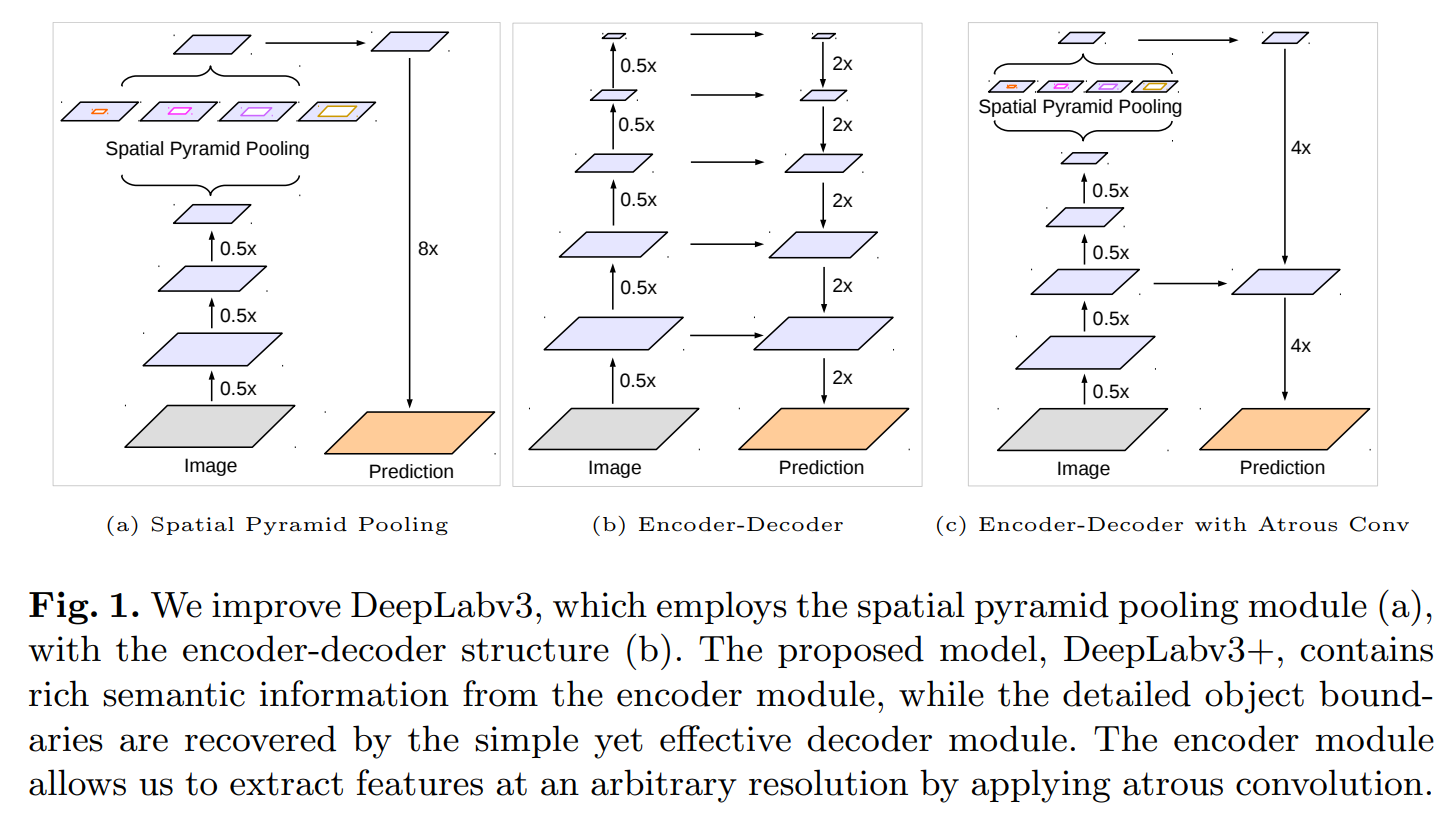 Spatial Pyramid Pooling
0.5x
0.5x
0.5x
8x
Image
Prediction
(a) Spatial Pyramid Pooling
0.5x
2x
0.5x
2x
0.5x
2x
0.5x
2x
0.5x
2x
Image
Prediction
(b) Encoder-Decoder
Spatial Pyramid Pooling
4x
0.5x
0.5x
0.5x
4x
0.5x
Image
Prediction
(c) Encoder-Decoder with Atrous Conv
Fig. 1. We improve DeepLabv3, which employs the spatial pyramid pooling module (a),
with the encoder-decoder structure (b). The proposed model, DeepLabv3+, contains
rich semantic information from the encoder module, while the detailed object bound-
aries are recovered by the simple yet effective decoder module. The encoder module
allows us to extract features at an arbitrary resolution by applying atrous convolution.